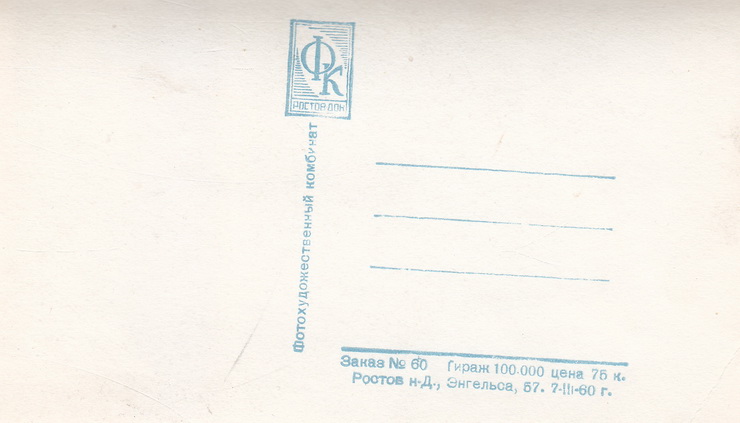 ФК
РОСТОВ ДОН
Фотохудожественный комбинат
Заказ № 60 Тираж 100.000 цена 75 к.
Ростов н-Д., Энгельса, 57. 7-III-60 г.